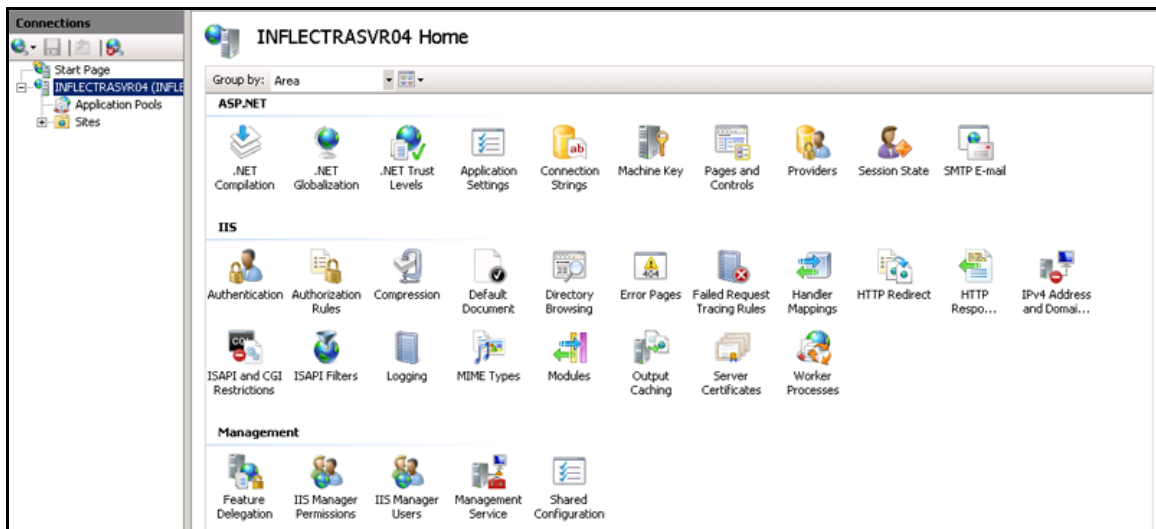 Connections
Start Page
INFLECTRASVR04 (INFLE
Application Pools
Sites
INFLECTRASVR04 Home
Group by: Area
ASP.NET
.NET Compilation
.NET Globalization
.NET Trust Levels
Application Settings
Connection Strings
Machine Key
Pages and Controls
Providers
Session State
SMTP E-mail
IIS
Authentication
Authorization Rules
Compression
Default Document
Directory Browsing
Error Pages
Failed Request Tracing Rules
Handler Mappings
HTTP Redirect
HTTP Respo...
IPv4 Address and Domai...
ISAPI and CGI Restrictions
ISAPI Filters
Logging
MIME Types
Modules
Output Caching
Server Certificates
Worker Processes
Management
Feature Delegation
IIS Manager Permissions
IIS Manager Users
Management Service
Shared Configuration